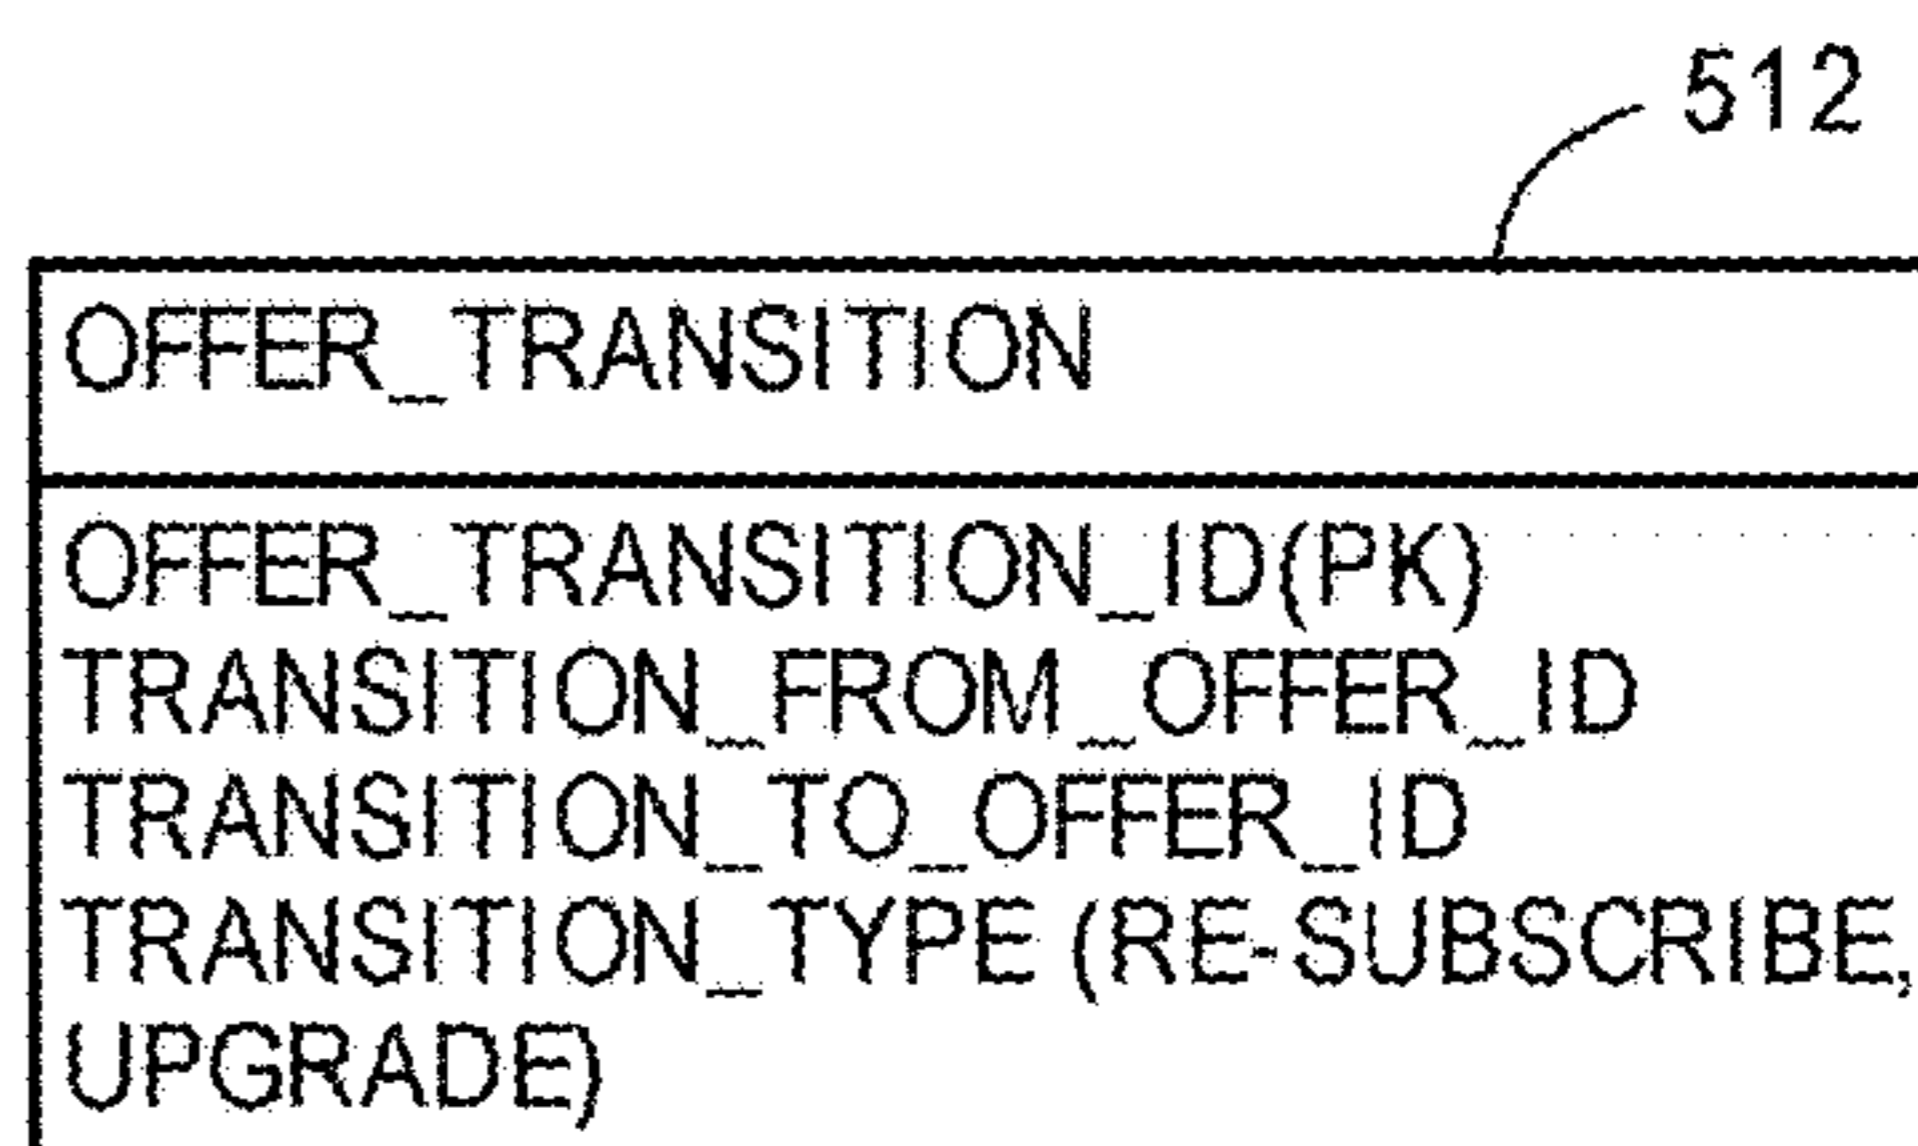 512
OFFER_TRANSITION
OFFER_TRANSITION_ID(PK)
TRANSITION_FROM_OFFER_ID
TRANSITION_TO_OFFER_ID
TRANSITION_TYPE (RE-SUBSCRIBE,
UPGRADE)